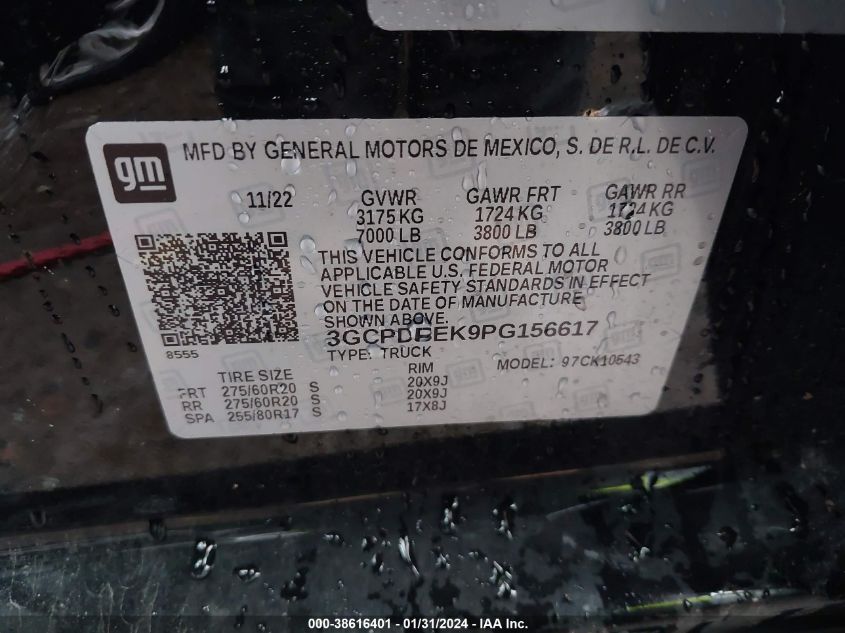 gm MFD BY GENERAL MOTORS DE MEXICO, S. DE R.L. DE C.V.
11/22 GVWR GAWR FRT GAWR RR
3175 KG 1724 KG 1724 KG
7000 LB 3800 LB 3800 LB
THIS VEHICLE CONFORMS TO ALL
APPLICABLE U.S. FEDERAL MOTOR
VEHICLE SAFETY STANDARDS IN EFFECT
ON THE DATE OF MANUFACTURE
SHOWN ABOVE.
3GCPDBEK9PG156617
8555 TYPE: TRUCK MODEL: 97CK10543
TIRE SIZE RIM
FRT 275/60R20 S 20X9J
RR 275/60R20 S 20X9J
SPA 255/80R17 S 17X8J
000-38616401 - 01/31/2024 - IAA Inc.